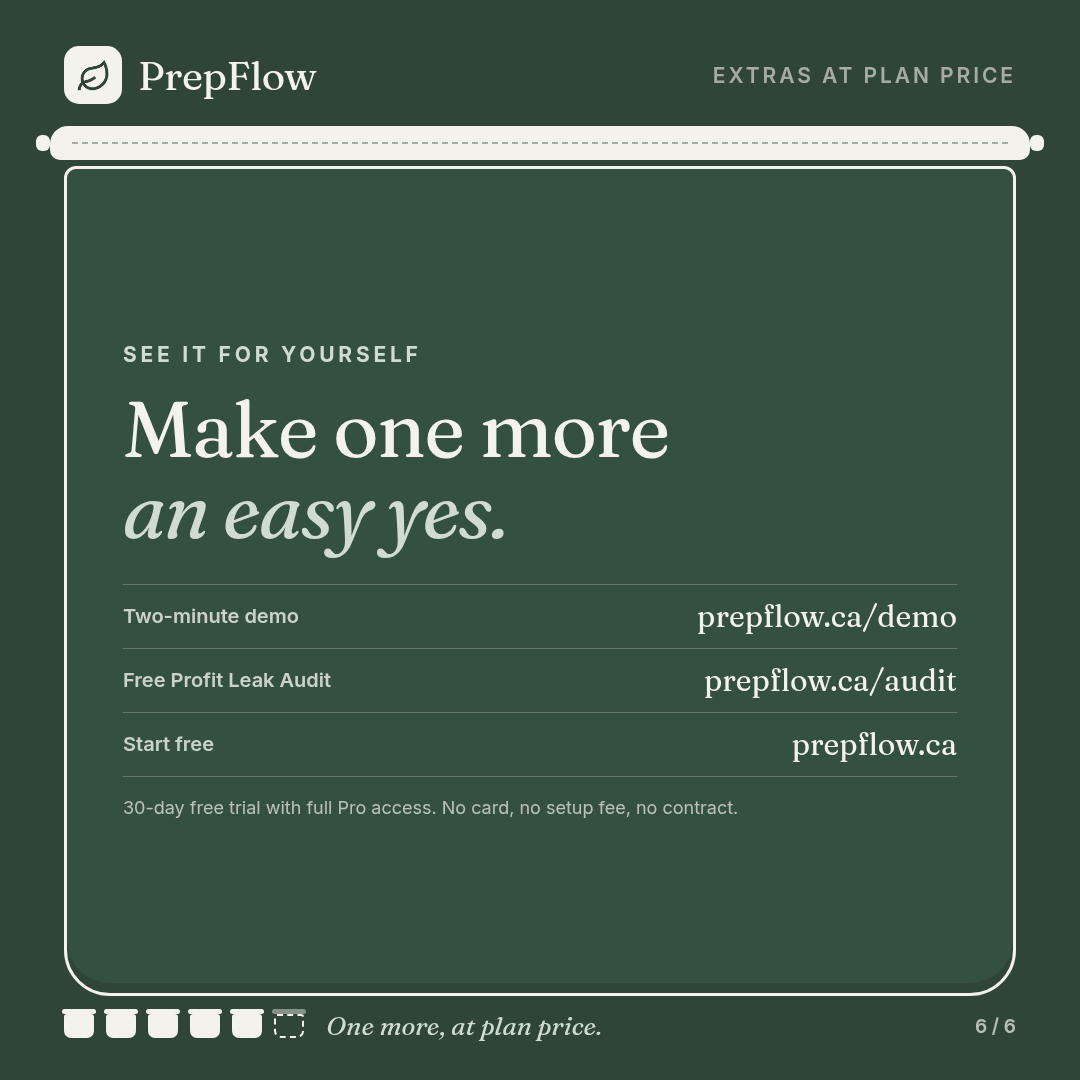 PrepFlow
EXTRAS AT PLAN PRICE
SEE IT FOR YOURSELF
Make one more
an easy yes.
Two-minute demo
prepflow.ca/demo
Free Profit Leak Audit
prepflow.ca/audit
Start free
prepflow.ca
30-day free trial with full Pro access. No card, no setup fee, no contract.
One more, at plan price.
6 / 6